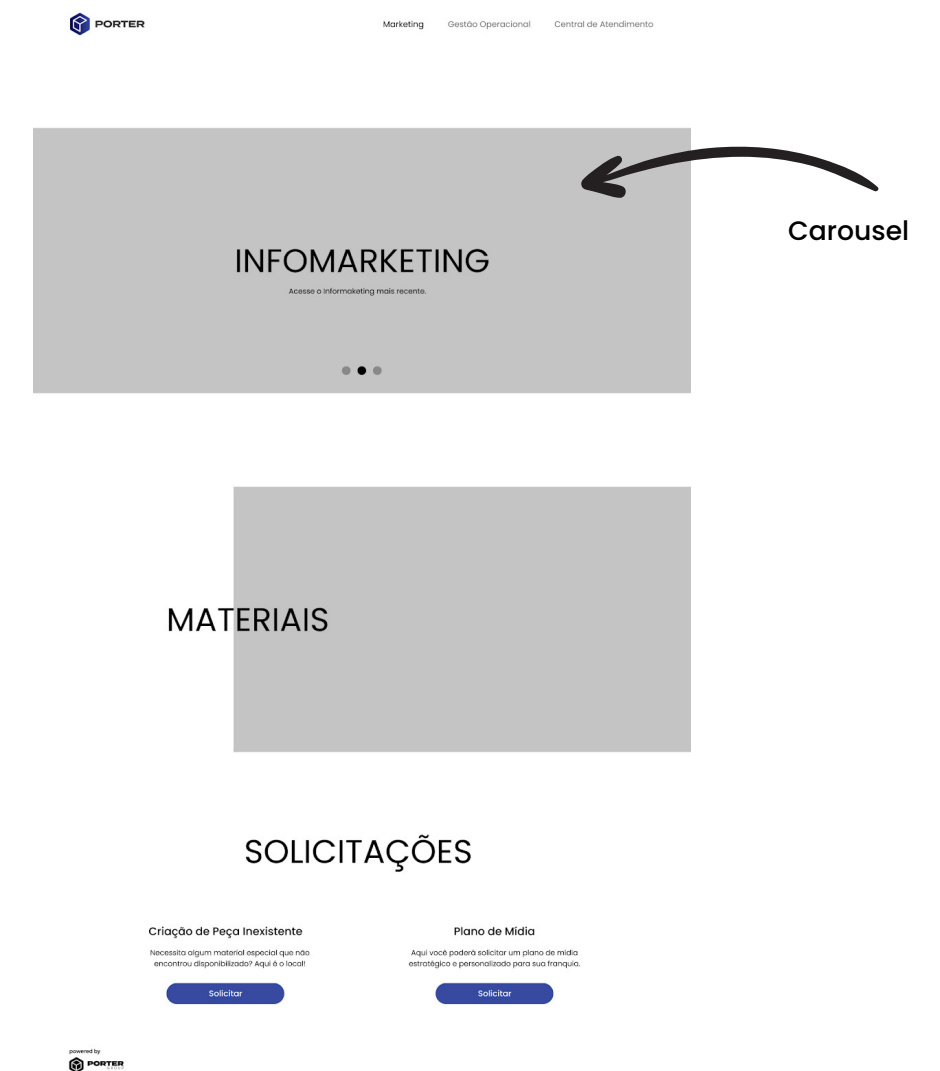 PORTER
Marketing Gestão Operacional Central de Atendimento
Carousel
INFOMARKETING
Acesse o Informaketing mais recente.
MATERIAIS
SOLICITAÇÕES
Criação de Peça Inexistente
Necessita algum material especial que não
encontrou disponibilizado? Aqui é o local!
Solicitar
Plano de Mídia
Aqui você poderá solicitar um plano de mídia
estratégico e personalizado para sua franquia.
Solicitar
powered by
PORTER
GROUP